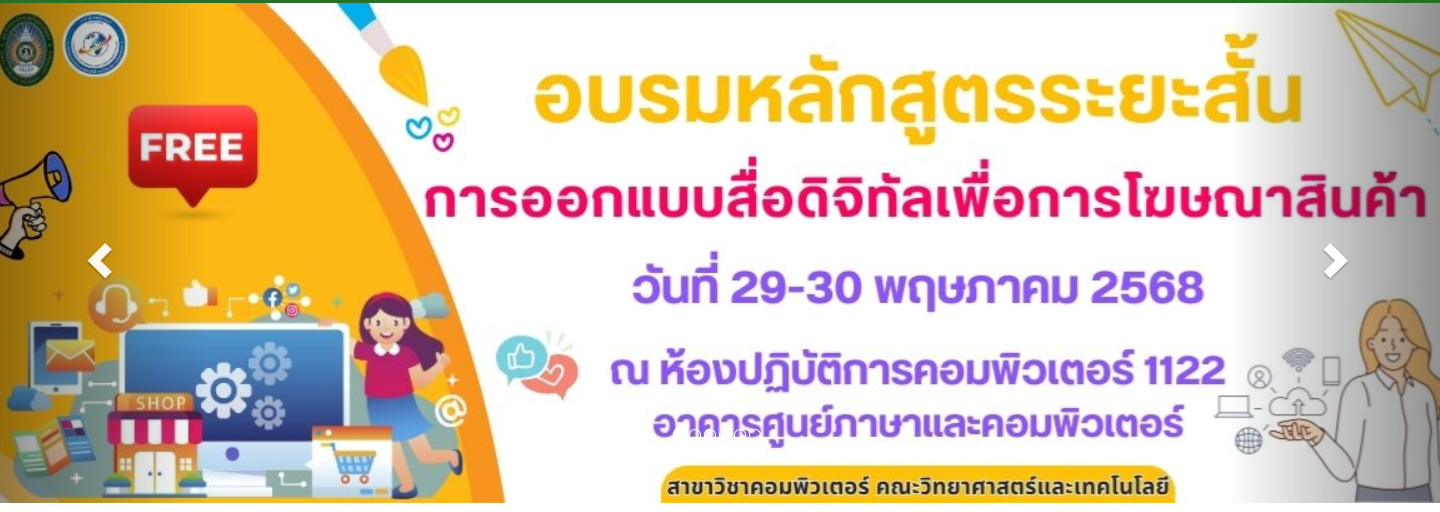 FREE
อบรมหลักสูตรระยะสั้น
การออกแบบสื่อดิจิทัลเพื่อการโฆษณาสินค้า
วันที่ 29-30 พฤษภาคม 2568
ณ ห้องปฏิบัติการคอมพิวเตอร์ 1122
อาคารศูนย์ภาษาและคอมพิวเตอร์
สาขาวิชาคอมพิวเตอร์ คณะวิทยาศาสตร์และเทคโนโลยี
SHOP
@